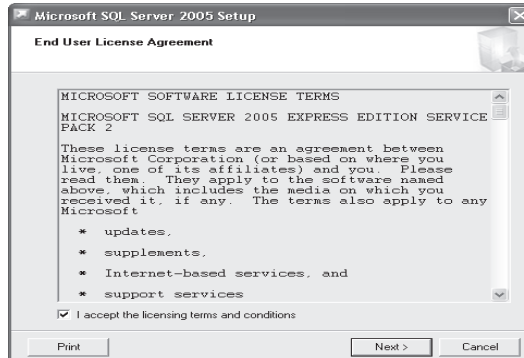 Microsoft SQL Server 2005 Setup
End User License Agreement
MICROSOFT SOFTWARE LICENSE TERMS
MICROSOFT SQL SERVER 2005 EXPRESS EDITION SERVICE
PACK 2
These license terms are an agreement between
Microsoft Corporation (or based on where you
live, one of its affiliates) and you. Please
read them. They apply to the software named
above, which includes the media on which you
received it, if any. The terms also apply to any
Microsoft
* updates,
* supplements,
* Internet-based services, and
* support services
I accept the licensing terms and conditions
Print
Next >
Cancel